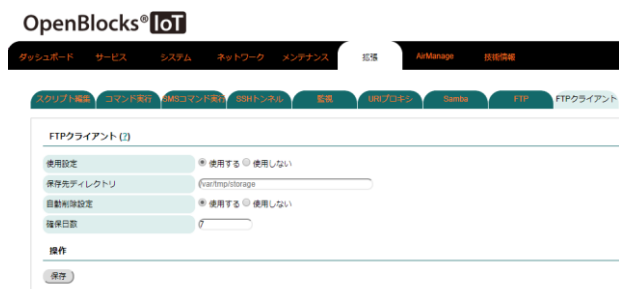 OpenBlocks® IoT
ダッシュボード サービス システム ネットワーク メンテナンス 拡張 AirManage 技術情報
スクリプト編集 コマンド実行 SMSコマンド実行 SSHトンネル 監視 URLプロキシ Samba FTP FTPクライアント
FTPクライアント (?)
使用設定 使用する 使用しない
保存先ディレクトリ /var/tmp/storage
自動削除設定 使用する 使用しない
確保日数 7
操作
保存